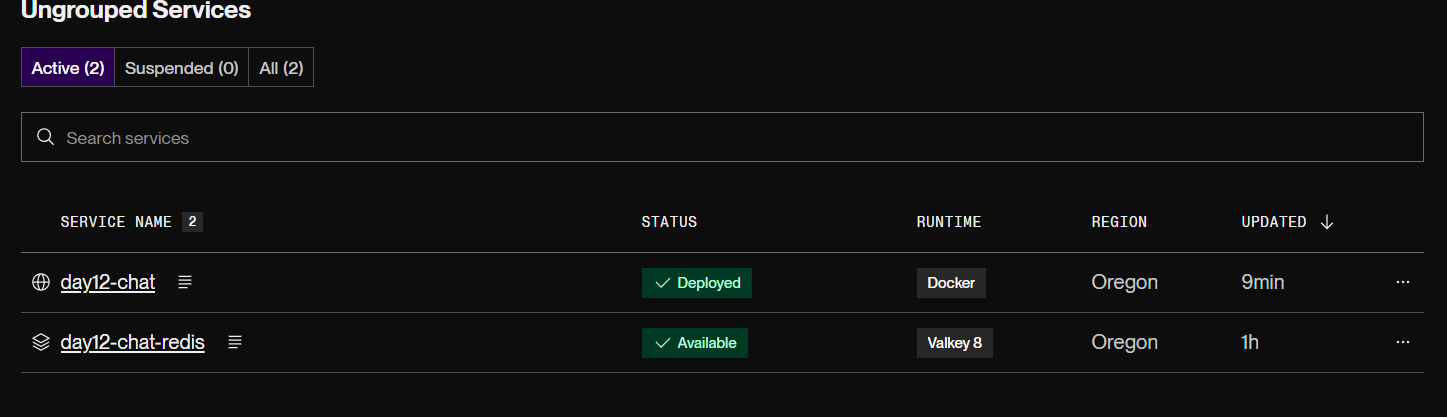 Ungrouped Services
Active (2) Suspended (0) All (2)
Search services
SERVICE NAME 2 STATUS RUNTIME REGION UPDATED
day12-chat Deployed Docker Oregon 9min
day12-chat-redis Available Valkey 8 Oregon 1h